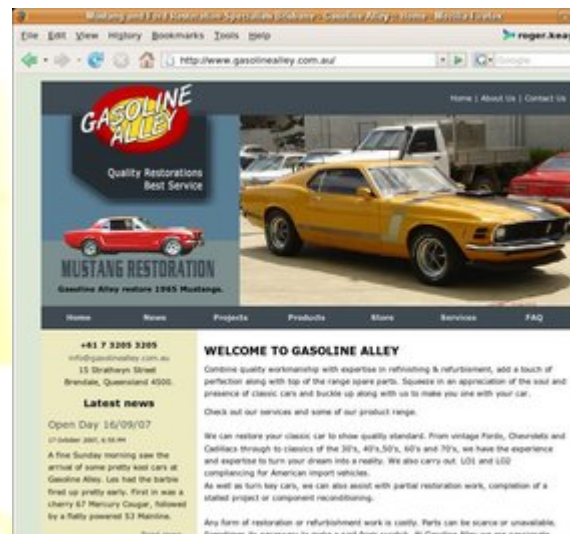 Mustang and Ford Restoration Specialists Brisbane - Gasoline Alley :: Home - Mozilla Firefox
File Edit View History Bookmarks Tools Help
roger.keay
http://www.gasolinealley.com.au/
Google
GASOLINE ALLEY
Home | About Us | Contact Us
Quality Restorations
Best Service
MUSTANG RESTORATION
Gasoline Alley restore 1965 Mustangs.
Home News Projects Products Store Services FAQ
+61 7 3205 3205
info@gasolinealley.com.au
15 Strathwyn Street
Brendale, Queensland 4500.
Latest news
Open Day 16/09/07
17 October 2007, 6:55 PM
A fine Sunday morning saw the
arrival of some pretty kool cars at
Gasoline Alley. Les had the barbie
fired up pretty early. First in was a
cherry 67 Mercury Cougar, followed
by a flatty powered 53 Mainline.
Read more
WELCOME TO GASOLINE ALLEY
Combine quality workmanship with expertise in refinishing & refurbishment, add a touch of
perfection along with top of the range spare parts. Squeeze in an appreciation of the soul and
presence of classic cars and buckle up along with us to make you one with your car.
Check out our services and some of our product range.
We can restore your classic car to show quality standard. From vintage Fords, Chevrolets and
Cadillacs through to classics of the 30's, 40's,50's, 60's and 70's, we have the experience
and expertise to turn your dream into a reality. We also carry out. LO1 and LO2
compliancing for American import vehicles.
As well as turn key cars, we can also assist with partial restoration work, completion of a
stalled project or component reconditioning.
Any form of restoration or refurbishment work is costly. Parts can be scarce or unavailable.